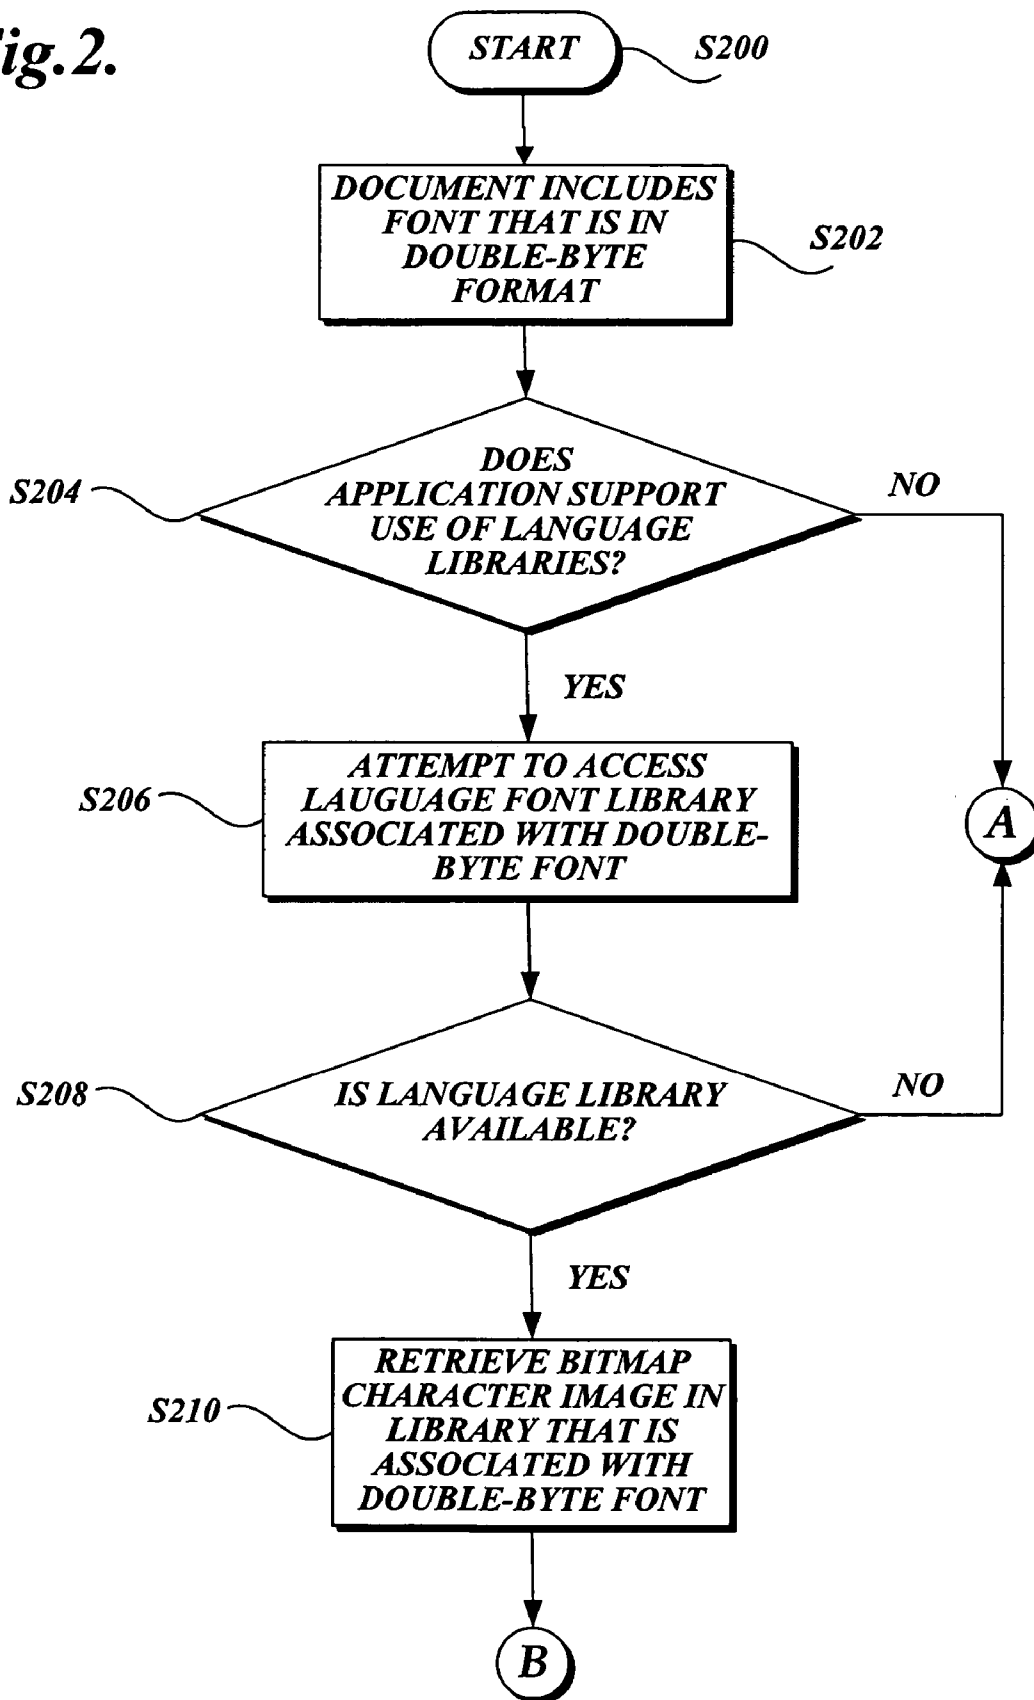 ig.2.
START
S200
DOCUMENT INCLUDES
FONT THAT IS IN
DOUBLE-BYTE
FORMAT
S202
DOES
APPLICATION SUPPORT
USE OF LANGUAGE
LIBRARIES?
S204
NO
YES
ATTEMPT TO ACCESS
LAUGUAGE FONT LIBRARY
ASSOCIATED WITH DOUBLE-
BYTE FONT
S206
A
IS LANGUAGE LIBRARY
AVAILABLE?
S208
NO
YES
RETRIEVE BITMAP
CHARACTER IMAGE IN
LIBRARY THAT IS
ASSOCIATED WITH
DOUBLE-BYTE FONT
S210
B